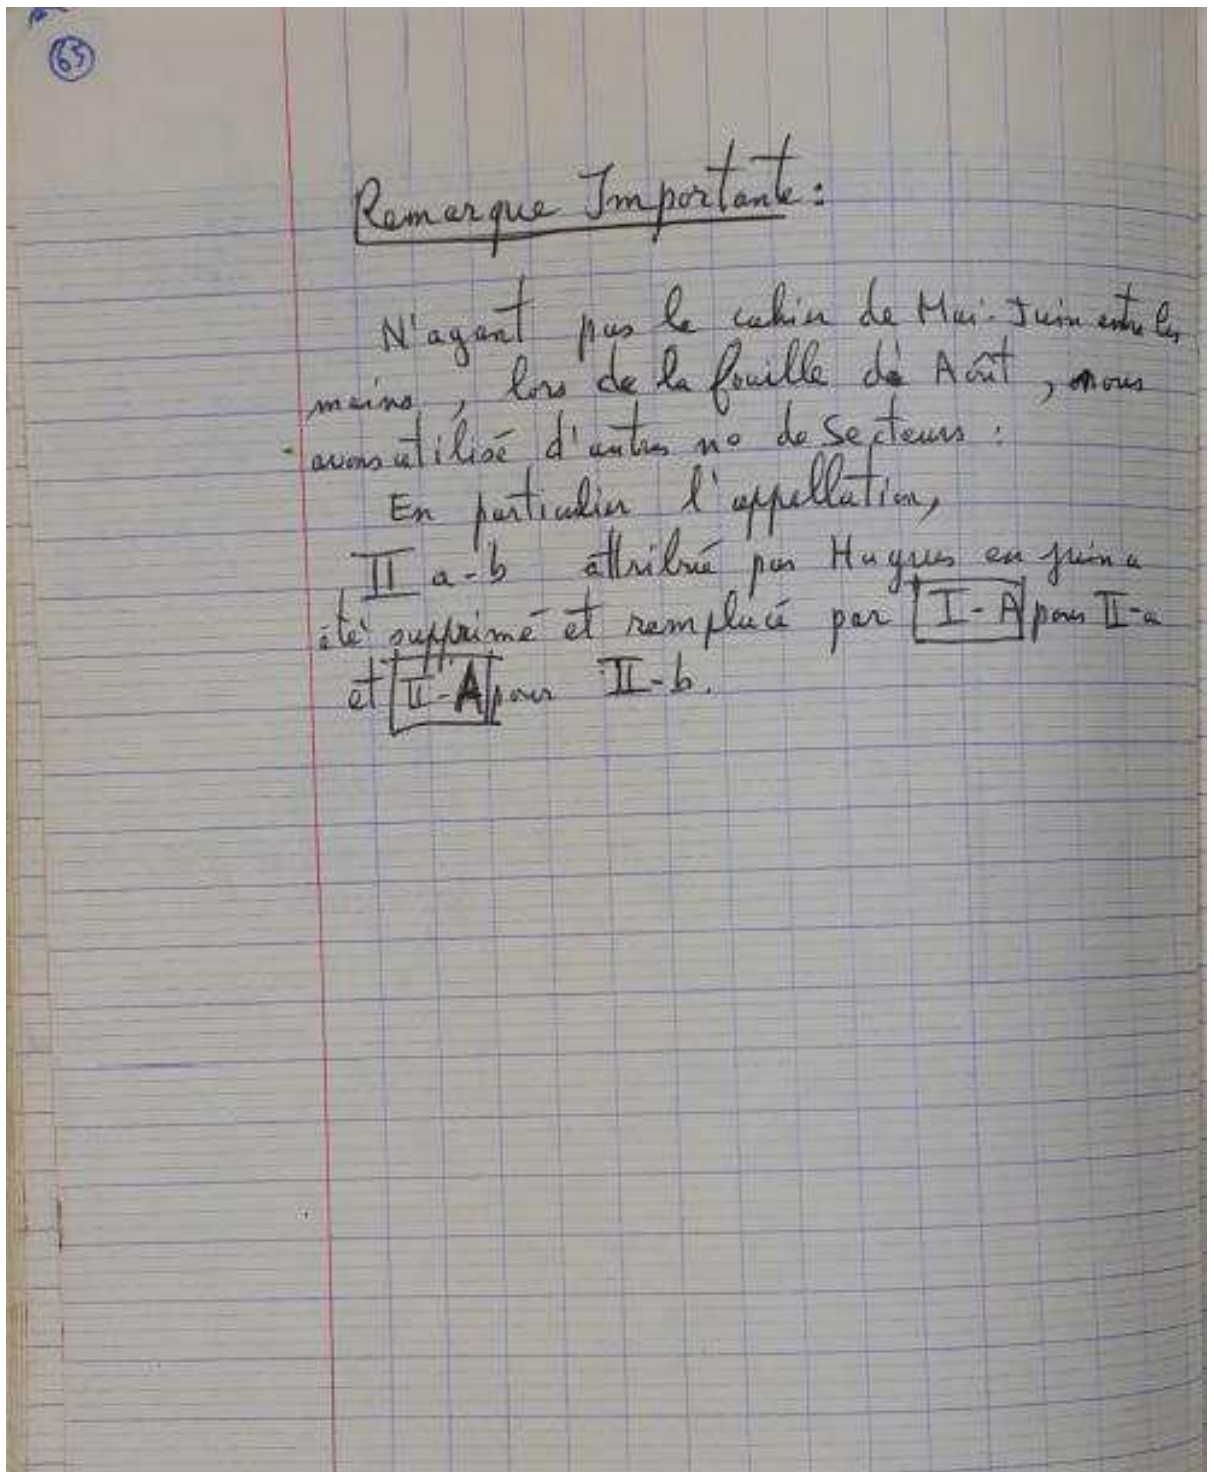 65
Remarque Importante :
N'ayant pas le cahier de Mai-Juin entre les
mains, lors de la fouille de Août, nous
avons utilisé d'autres no de Secteurs :
En particulier l'appellation,
II a-b attribué par Hugues en juin a
été supprimé et remplacé par I-A pour II-a
et II-A pour II-b.